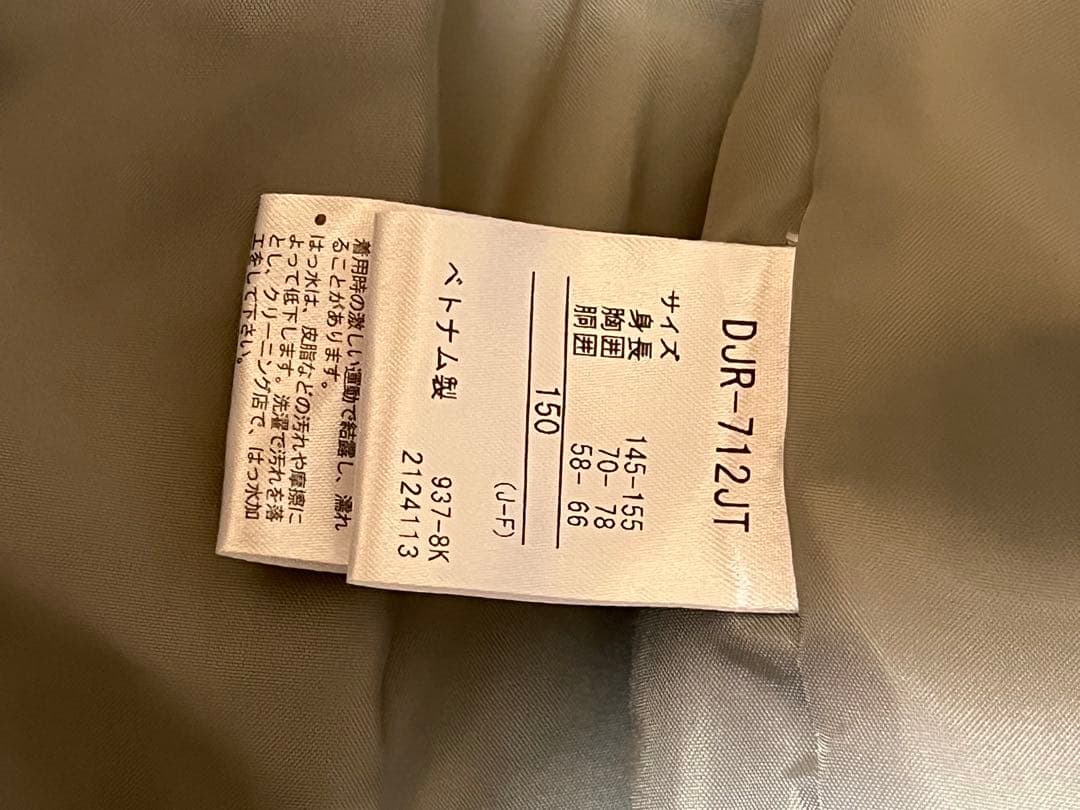 DJR-712JT
サイズ
身長 145-155
胸囲 70- 78
胴囲 58- 66
150
(J-F)
ベトナム製 937-8K
2124113
着用時の激しい運動で結露し、濡れ
ることがあります。
●はっ水は、皮脂などの汚れや摩擦に
よって低下します。洗濯で汚れを落
とし、クリーニング店で、はっ水加
工をして下さい。